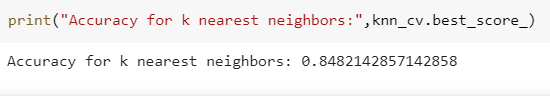 print("Accuracy for k nearest neighbors:",knn_cv.best_score_)
Accuracy for k nearest neighbors: 0.8482142857142858